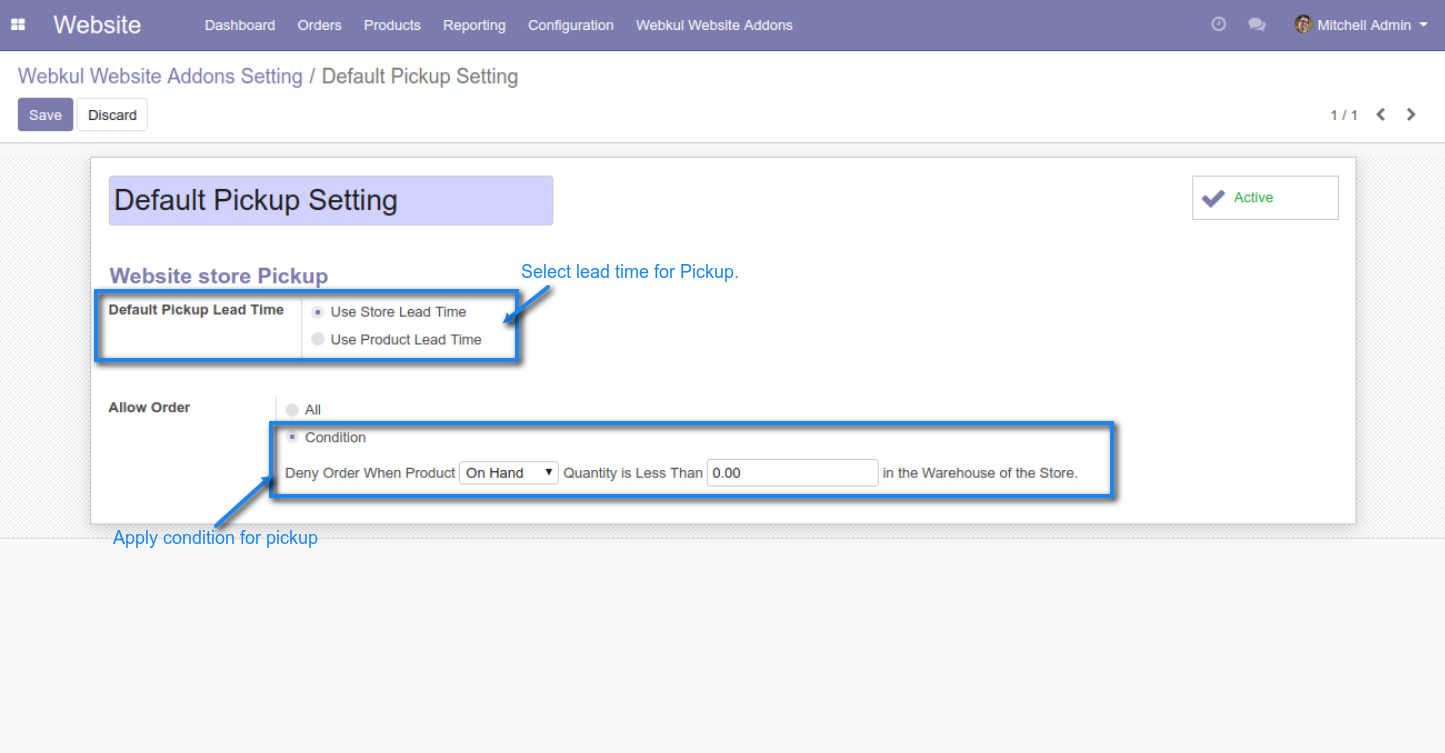 Website Dashboard Orders Products Reporting Configuration Webkul Website Addons Mitchell Admin
Webkul Website Addons Setting / Default Pickup Setting
Save Discard 1 / 1
Default Pickup Setting
Active
Website store Pickup
Select lead time for Pickup.
Default Pickup Lead Time Use Store Lead Time
Use Product Lead Time
Allow Order All
Condition
Deny Order When Product On Hand Quantity is Less Than 0.00 in the Warehouse of the Store.
Apply condition for pickup